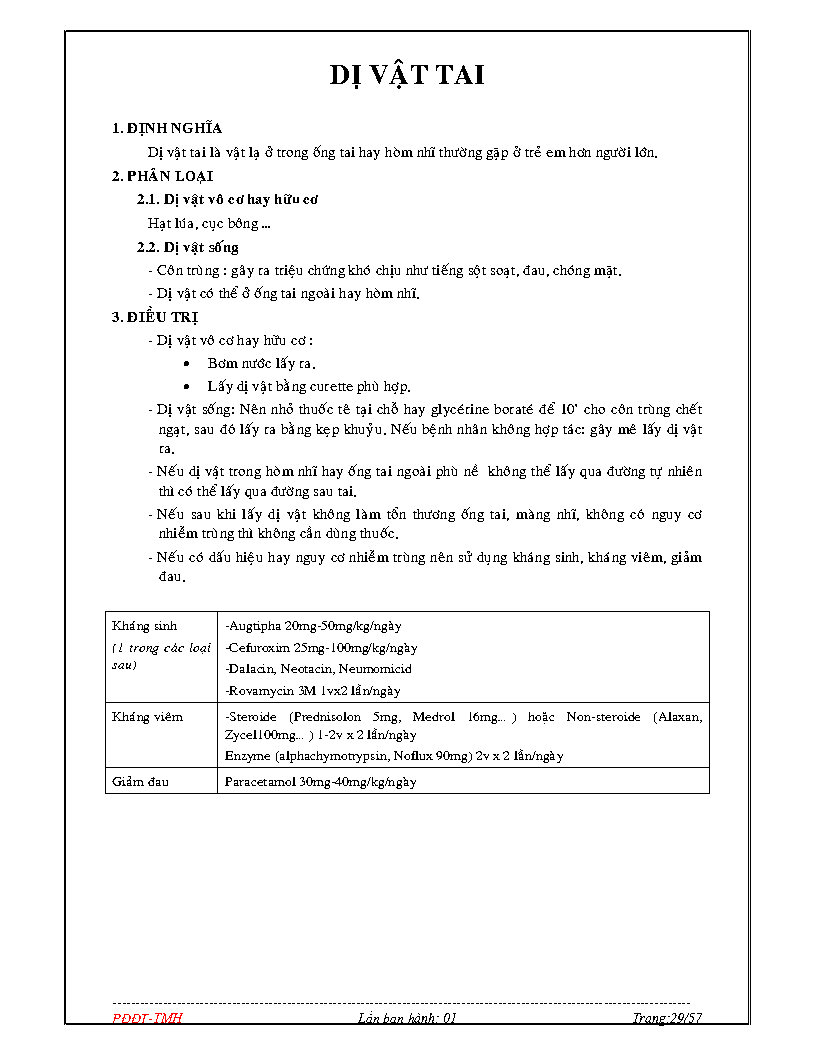 DỊ VẬT TAI
1. ĐỊNH NGHĨA
Dị vật tai là vật lạ ở trong ống tai hay hòm nhĩ thường gặp ở trẻ em hơn người lớn.
2. PHÂN LOẠI
2.1. Dị vật vô cơ hay hữu cơ
Hạt lúa, cục bông ...
2.2. Dị vật sống
- Côn trùng : gây ra triệu chứng khó chịu như tiếng sột soạt, đau, chóng mặt.
- Dị vật có thể ở ống tai ngoài hay hòm nhĩ.
3. ĐIỀU TRỊ
- Dị vật vô cơ hay hữu cơ :
• Bơm nước lấy ra.
• Lấy dị vật bằng curette phù hợp.
- Dị vật sống: Nên nhỏ thuốc tê tại chỗ hay glycérine boraté để 10' cho côn trùng chết
ngạt, sau đó lấy ra bằng kẹp khuỷu. Nếu bệnh nhân không hợp tác: gây mê lấy dị vật
ra.
- Nếu dị vật trong hòm nhĩ hay ống tai ngoài phù nề không thể lấy qua đường tự nhiên
thì có thể lấy qua đường sau tai.
- Nếu sau khi lấy dị vật không làm tổn thương ống tai, màng nhĩ, không có nguy cơ
nhiễm trùng thì không cần dùng thuốc.
- Nếu có dấu hiệu hay nguy cơ nhiễm trùng nên sử dụng kháng sinh, kháng viêm, giảm
đau.
Kháng sinh
(1 trong các loại
sau)
-Augtipha 20mg-50mg/kg/ngày
-Cefuroxim 25mg-100mg/kg/ngày
-Dalacin, Neotacin, Neumomicid
-Rovamycin 3M 1vx2 lần/ngày
Kháng viêm
-Steroide (Prednisolon 5mg, Medrol 16mg... ) hoặc Non-steroide (Alaxan,
Zycel100mg... ) 1-2v x 2 lần/ngày
Enzyme (alphachymotrypsin, Noflux 90mg) 2v x 2 lần/ngày
Giảm đau
Paracetamol 30mg-40mg/kg/ngày
PĐĐT-TMH Lần ban hành: 01 Trang:29/57